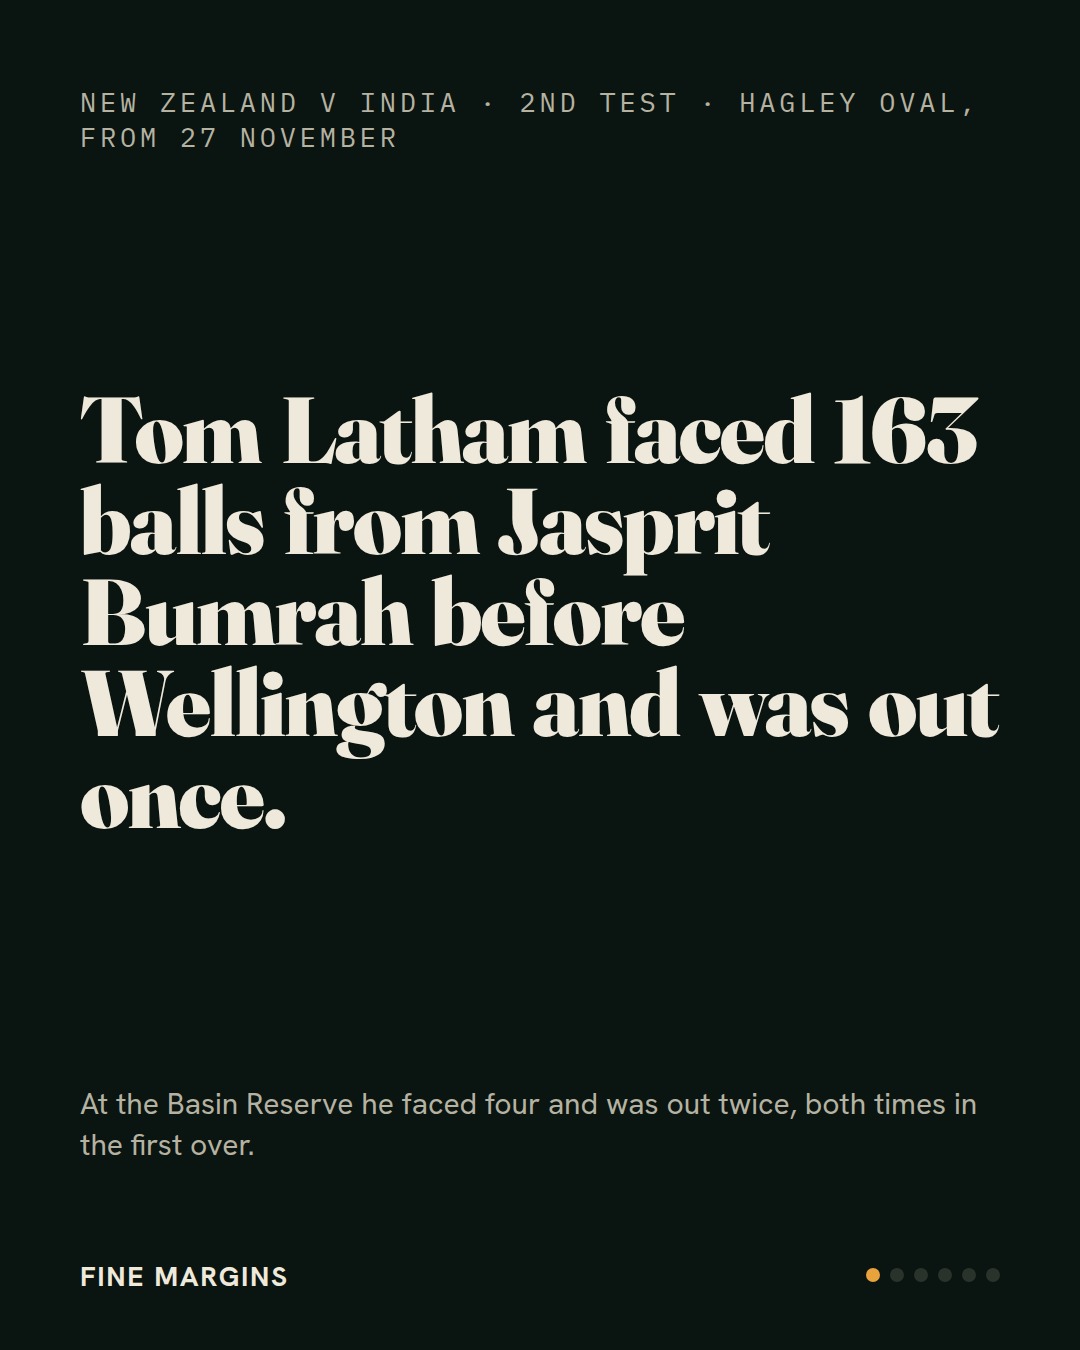 NEW ZEALAND V INDIA · 2ND TEST · HAGLEY OVAL,
FROM 27 NOVEMBER
Tom Latham faced 163
balls from Jasprit
Bumrah before
Wellington and was out
once.
At the Basin Reserve he faced four and was out twice, both times in
the first over.
FINE MARGINS